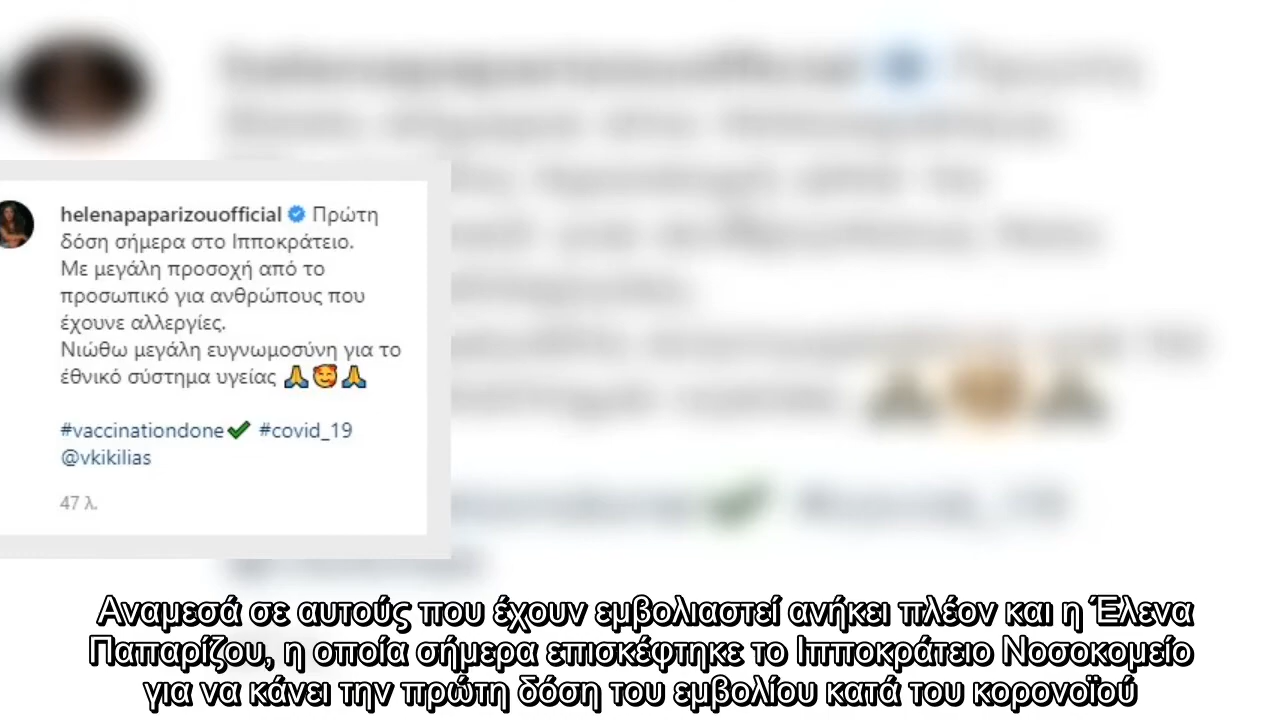 helenapaparizouofficial Πρώτη
δόση σήμερα στο Ιπποκράτειο.
Με μεγάλη προσοχή από το
προσωπικό για ανθρώπους που
έχουνε αλλεργίες.
Νιώθω μεγάλη ευγνωμοσύνη για το
έθνικό σύστημα υγείας 🙏🥰🙏
#vaccinationdone✔ #covid_19
@vkikilias
47 λ.
Αναμεσά σε αυτούς που έχουν εμβολιαστεί ανήκει πλέον και η Έλενα
Παπαρίζου, η οποία σήμερα επισκέφτηκε το Ιπποκράτειο Νοσοκομείο
για να κάνει την πρώτη δόση του εμβολίου κατά του κορονοϊού